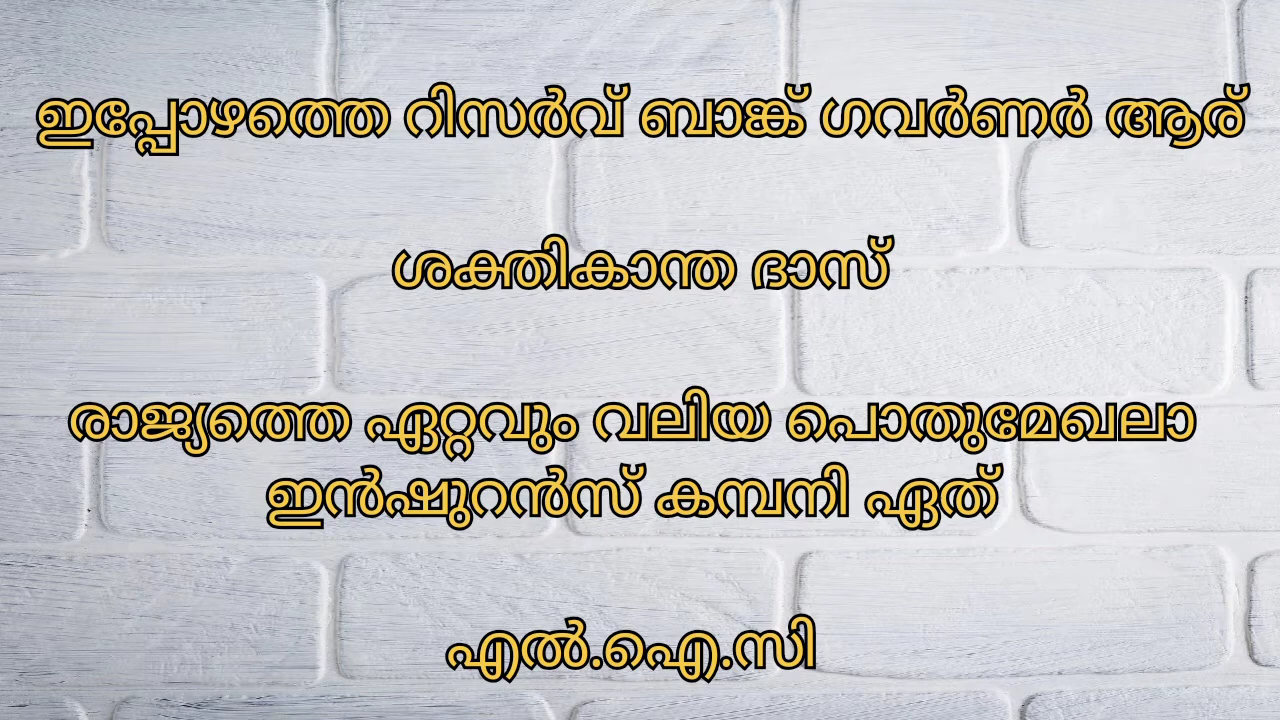 ഇപ്പോഴത്തെ റിസർവ് ബാങ്ക് ഗവർണർ ആര്
ശക്തികാന്ത ദാസ്
രാജ്യത്തെ ഏറ്റവും വലിയ പൊതുമേഖലാ
ഇൻഷുറൻസ് കമ്പനി ഏത്
എൽ.ഐ.സി